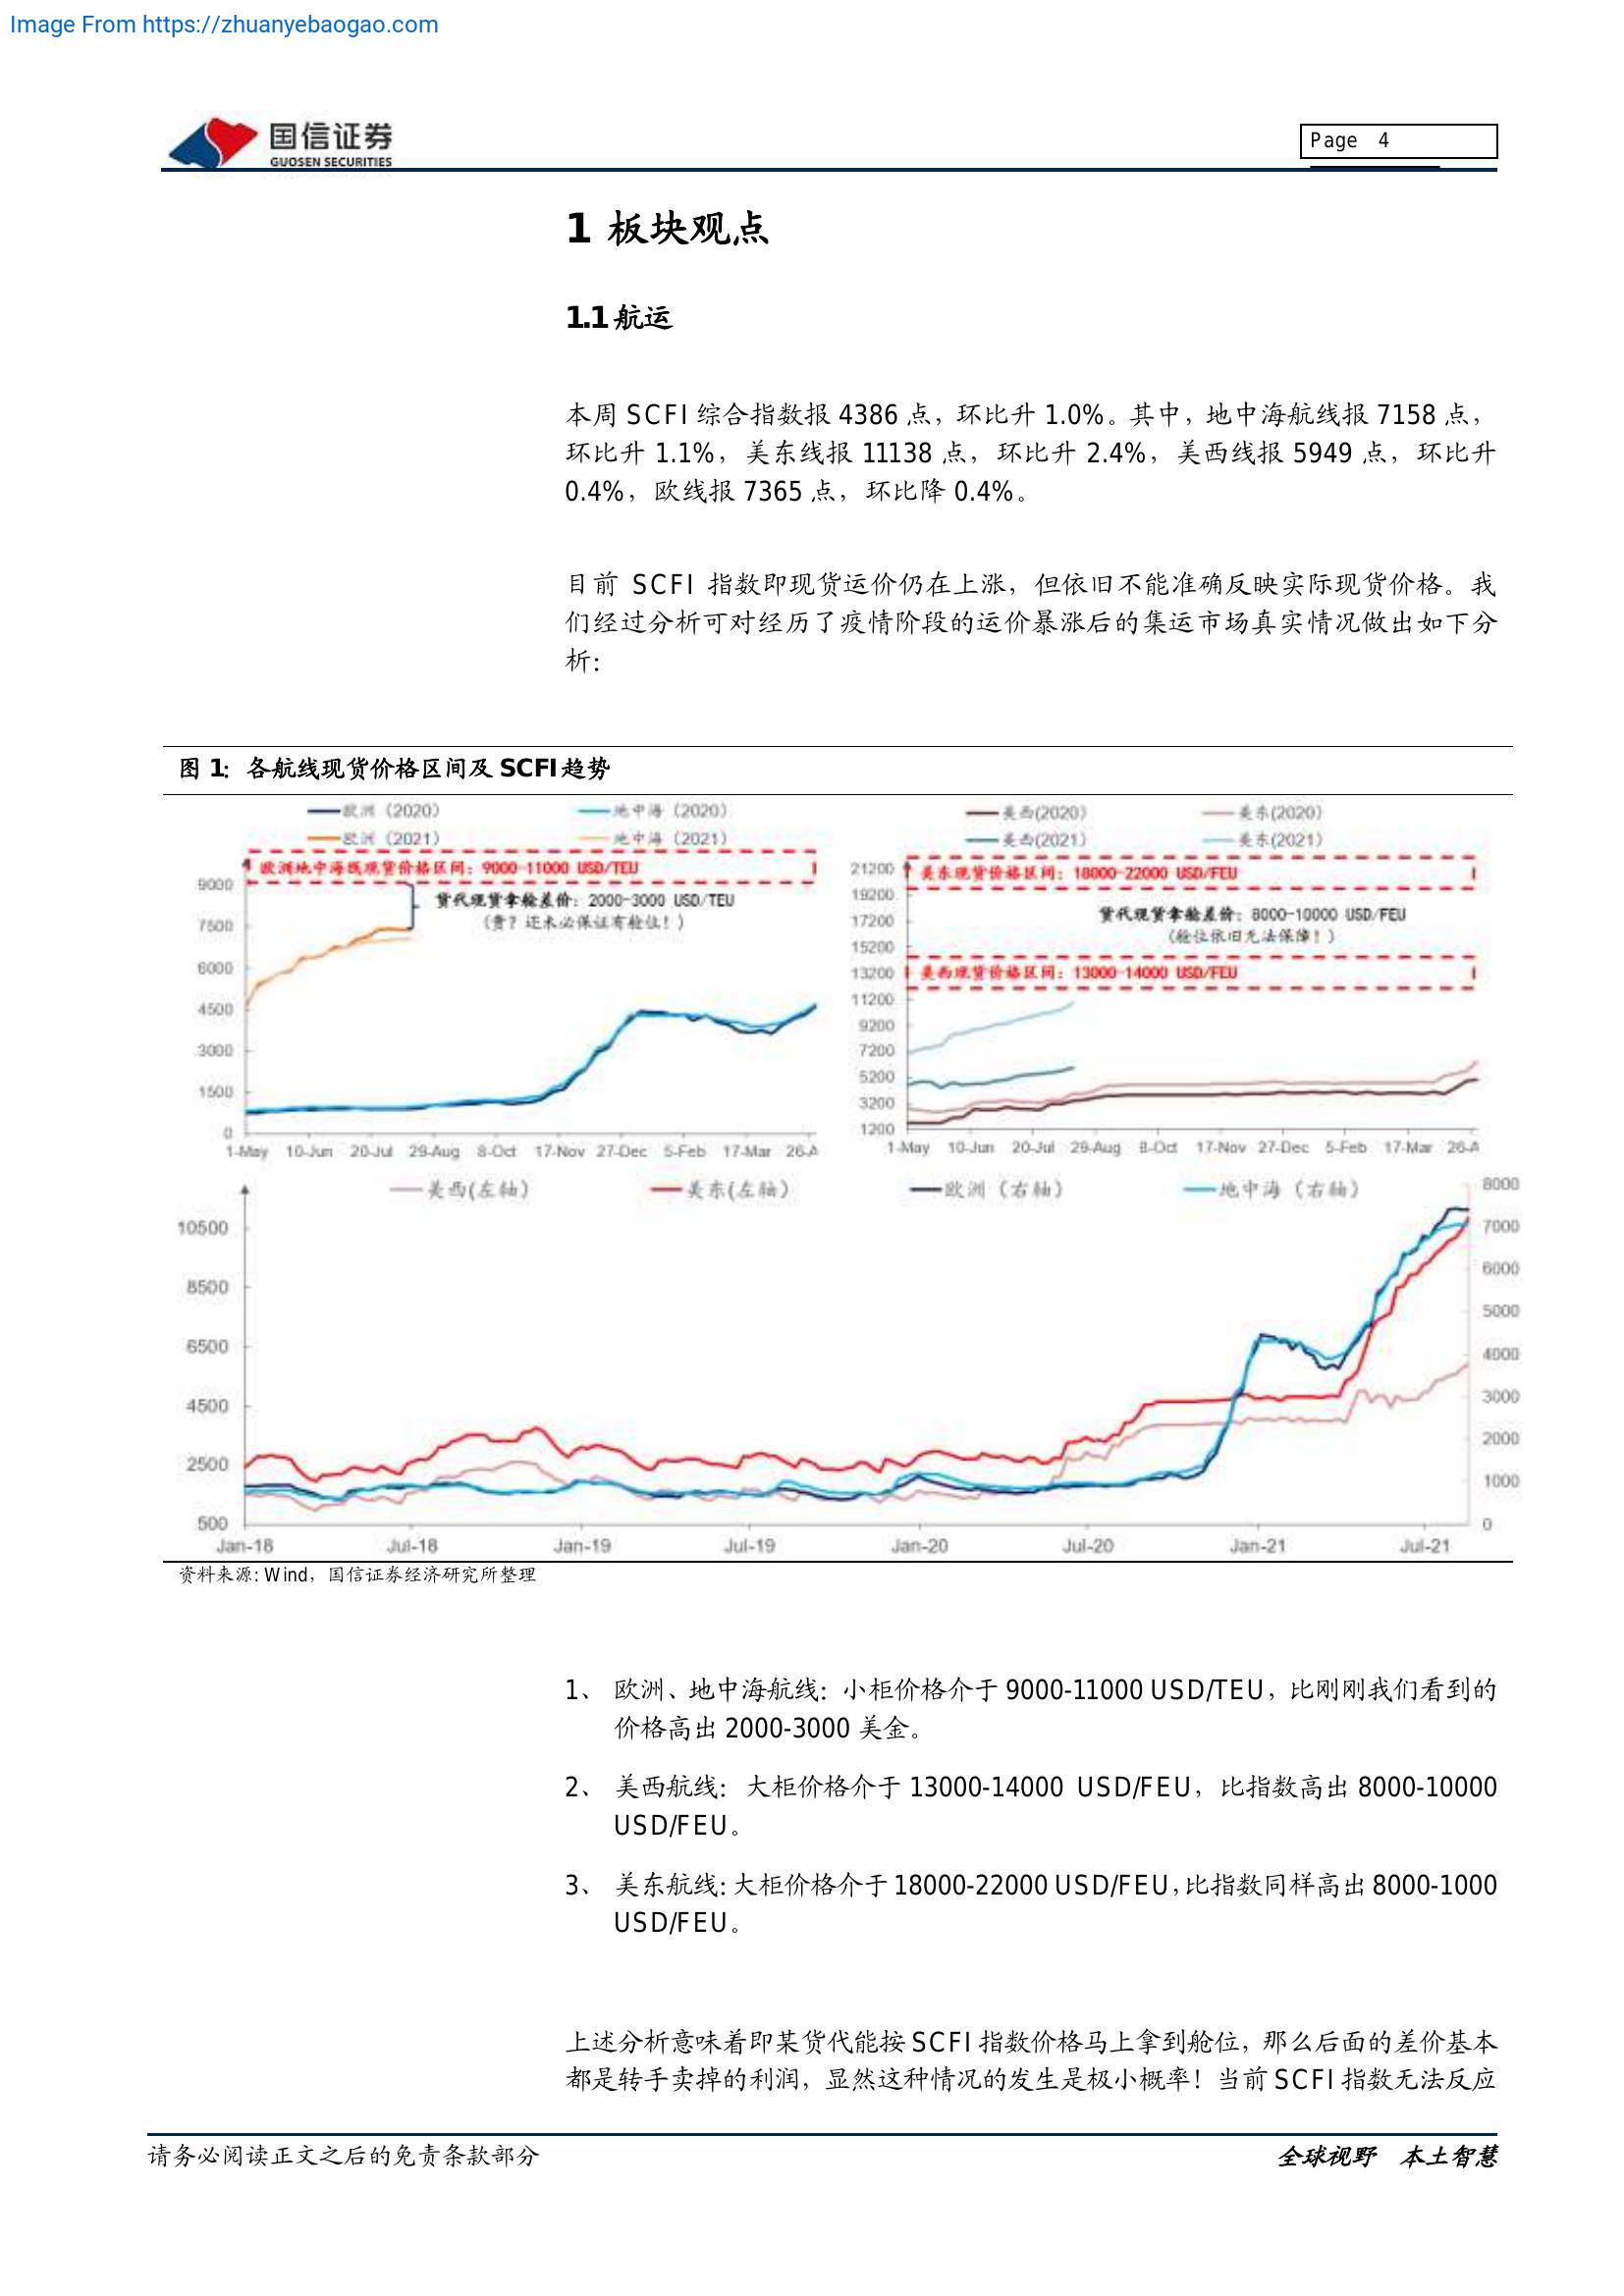 Image From https://zhuanyebaogao.com
国信证券
GUOSEN SECURITIES
Page 4
1 板块观点
1.1 航运
本周 SCFI 综合指数报 4386 点，环比升 1.0%。其中，地中海航线报 7158 点，
环比升 1.1%，美东线报 11138 点，环比升 2.4%，美西线报 5949 点，环比升
0.4%，欧线报 7365 点，环比降 0.4%。
目前 SCFI 指数即现货运价仍在上涨，但依旧不能准确反映实际现货价格。我
们经过分析可对经历了疫情阶段的运价暴涨后的集运市场真实情况做出如下分
析：
图 1：各航线现货价格区间及 SCFI 趋势
欧洲（2020） 地中海（2020）
欧洲（2021） 地中海（2021）
欧洲地中海线现货价格区间：9000-11000 USD/TEU
货代现货拿舱差价：2000-3000 USD/TEU
（贵？还未必保证有舱位！）
9000
7500
6000
4500
3000
1500
0
1-May 10-Jun 20-Jul 29-Aug 8-Oct 17-Nov 27-Dec 5-Feb 17-Mar 26-A
美西(2020) 美东(2020)
美西(2021) 美东(2021)
美东现货价格区间：18000-22000 USD/FEU
货代现货拿舱差价：8000-10000 USD/FEU
（舱位依旧无法保障！）
美西现货价格区间：13000-14000 USD/FEU
21200
19200
17200
15200
13200
11200
9200
7200
5200
3200
1200
1-May 10-Jun 20-Jul 29-Aug 8-Oct 17-Nov 27-Dec 5-Feb 17-Mar 26-A
美西(左轴) 美东(左轴) 欧洲（右轴） 地中海（右轴）
10500
8500
6500
4500
2500
500
8000
7000
6000
5000
4000
3000
2000
1000
0
Jan-18 Jul-18 Jan-19 Jul-19 Jan-20 Jul-20 Jan-21 Jul-21
资料来源：Wind，国信证券经济研究所整理
1、 欧洲、地中海航线：小柜价格介于 9000-11000 USD/TEU，比刚刚我们看到的
价格高出 2000-3000 美金。
2、 美西航线：大柜价格介于 13000-14000 USD/FEU，比指数高出 8000-10000
USD/FEU。
3、 美东航线：大柜价格介于 18000-22000 USD/FEU，比指数同样高出 8000-1000
USD/FEU。
上述分析意味着即某货代能按 SCFI 指数价格马上拿到舱位，那么后面的差价基本
都是转手卖掉的利润，显然这种情况的发生是极小概率！当前 SCFI 指数无法反应
请务必阅读正文之后的免责条款部分
全球视野 本土智慧